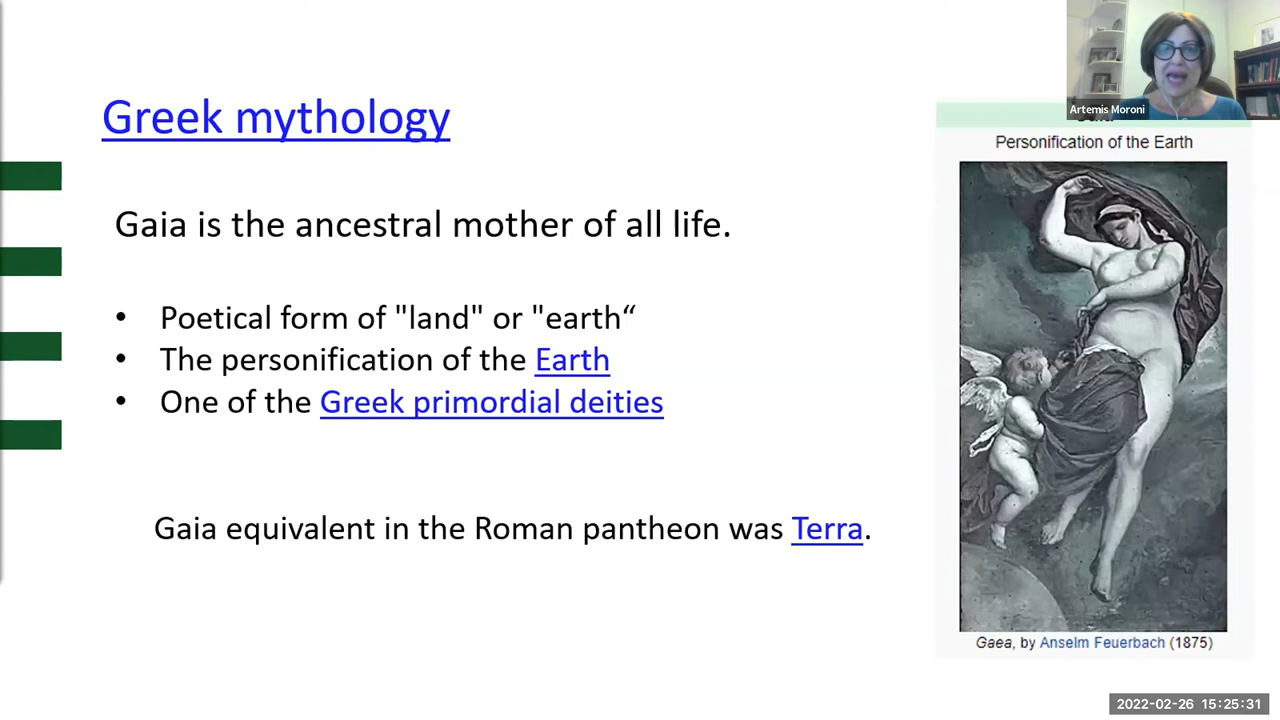 Greek mythology
Gaia is the ancestral mother of all life.
• Poetical form of "land" or "earth“
• The personification of the Earth
• One of the Greek primordial deities
Gaia equivalent in the Roman pantheon was Terra.
Artemis Moroni
Personification of the Earth
Gaea, by Anselm Feuerbach (1875)
2022-02-26 15:25:31